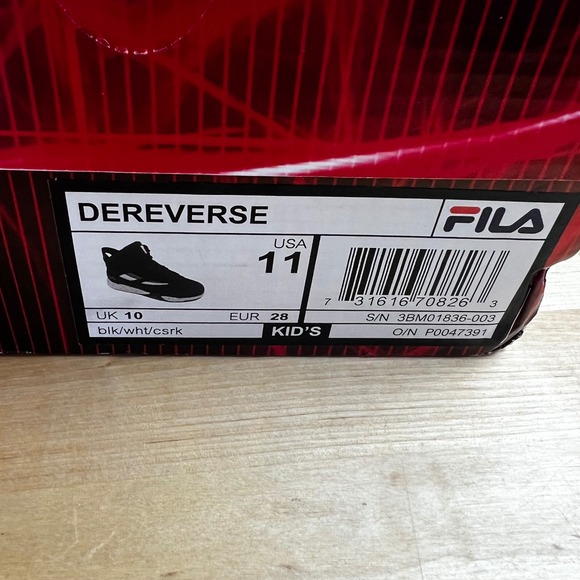 DEREVERSE
FILA
USA
11
UK 10 EUR 28
blk/wht/csrk KID'S
7 31616 70826 3
S/N 3BM01836-003
O/N P0047391